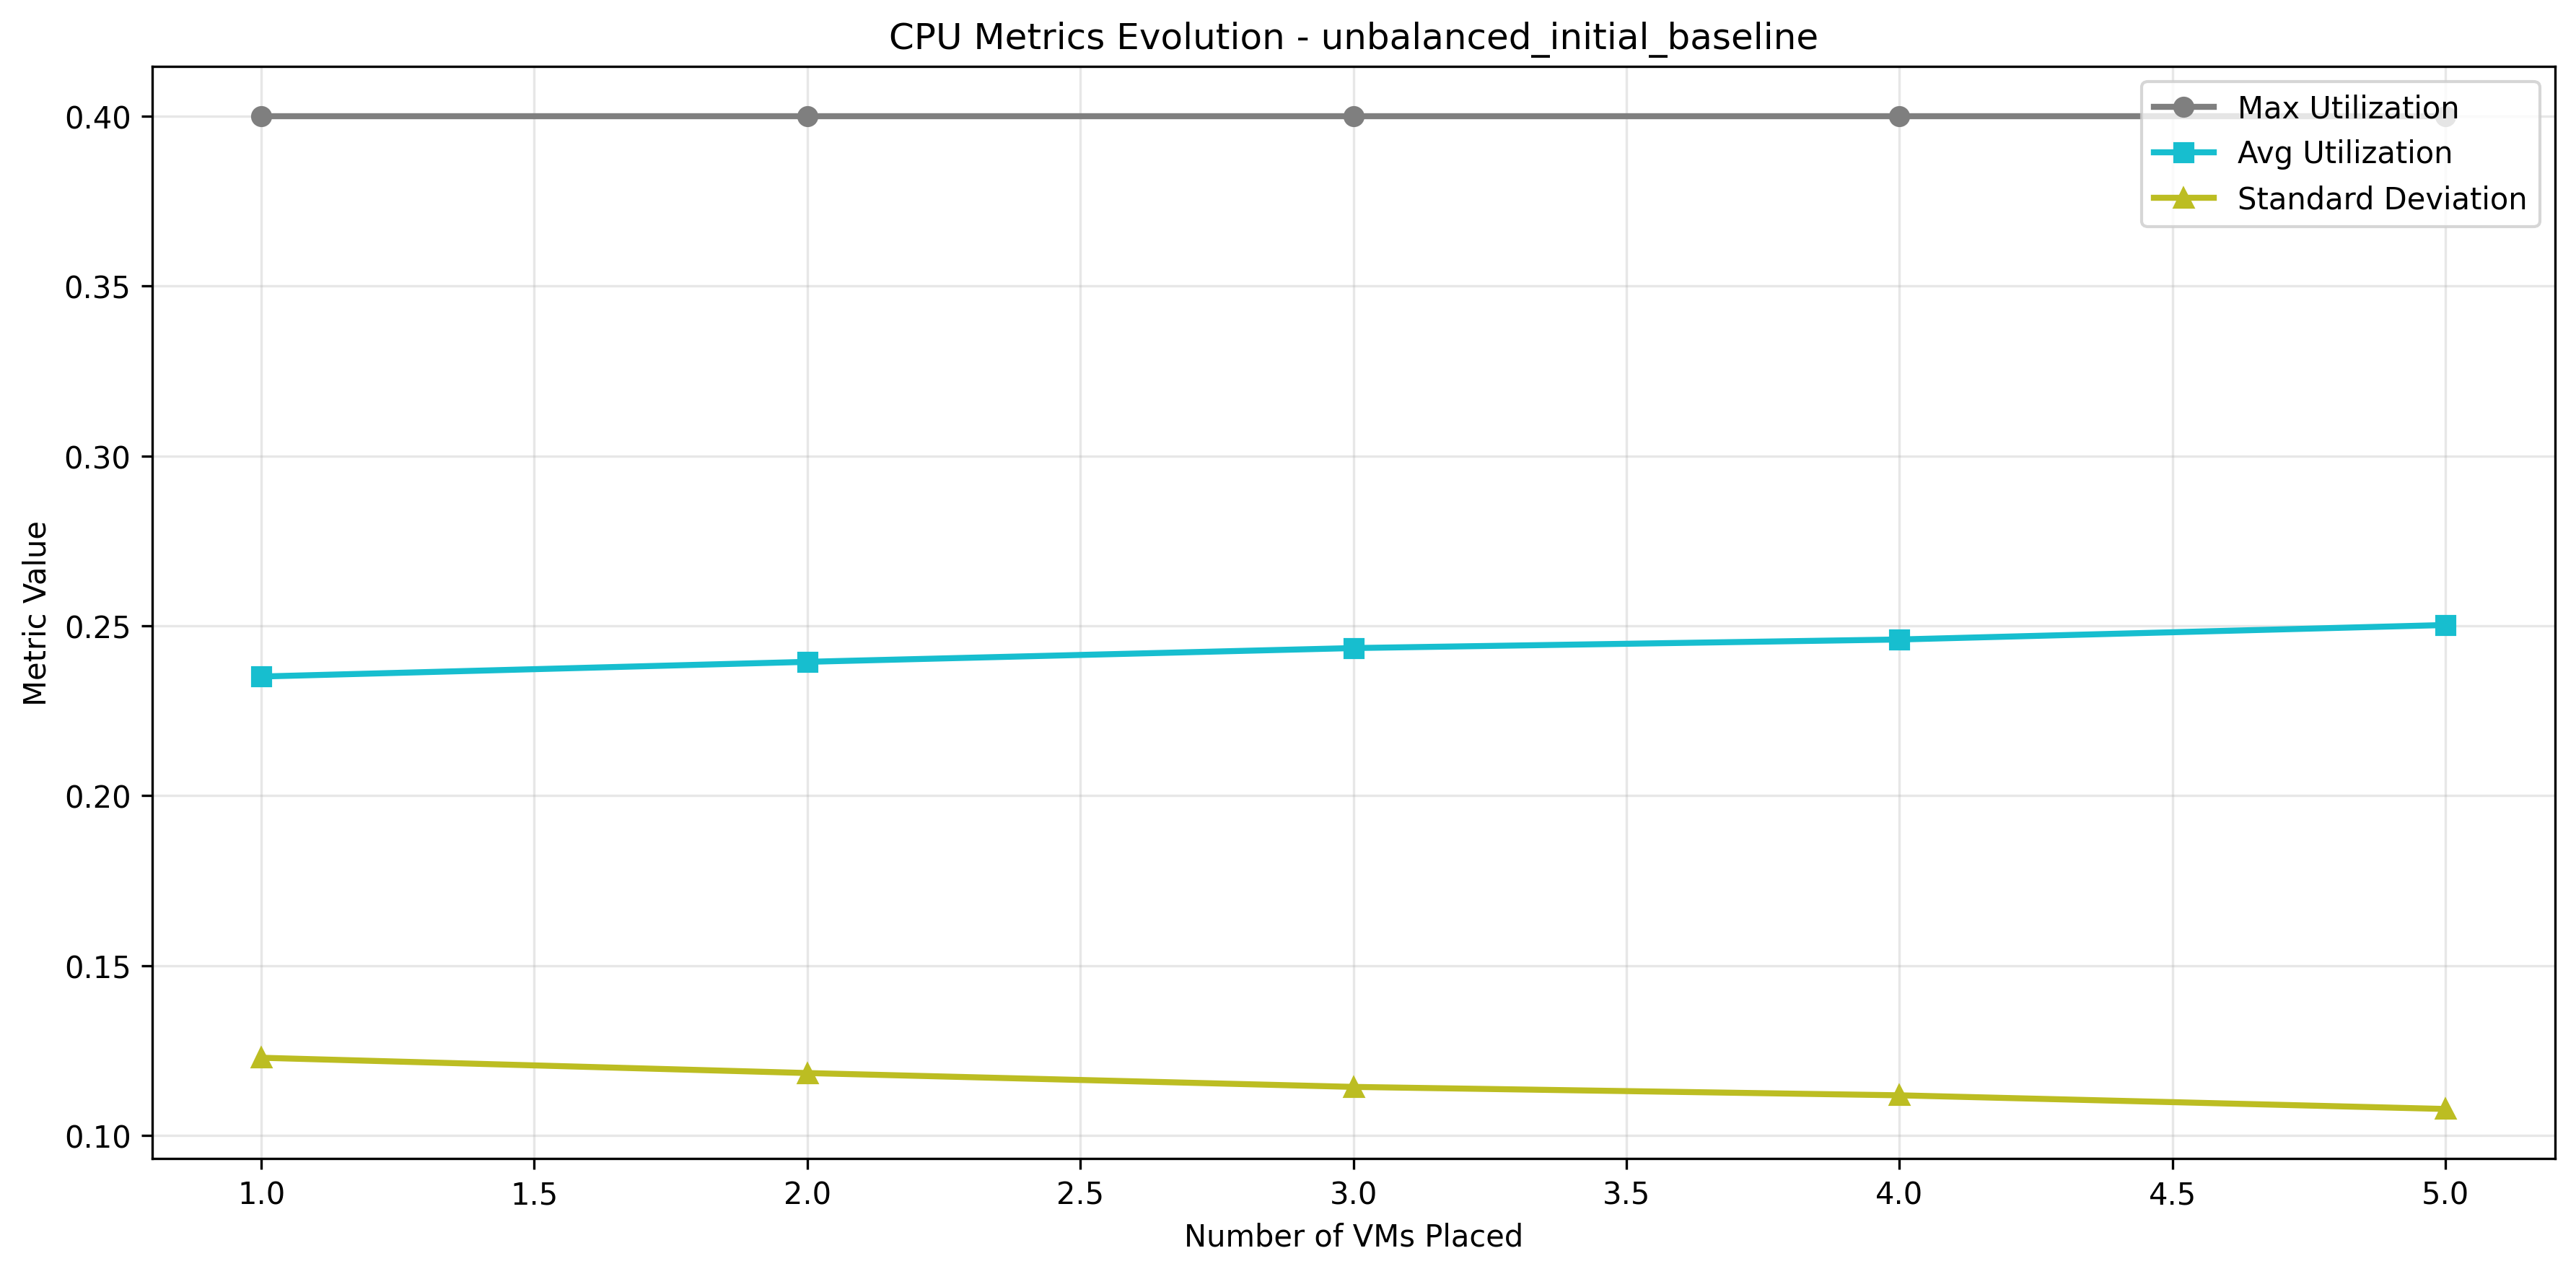 CPU Metrics Evolution - unbalanced_initial_baseline
Max Utilization
Avg Utilization
Standard Deviation
Metric Value
0.40
0.35
0.30
0.25
0.20
0.15
0.10
1.0 1.5 2.0 2.5 3.0 3.5 4.0 4.5 5.0
Number of VMs Placed